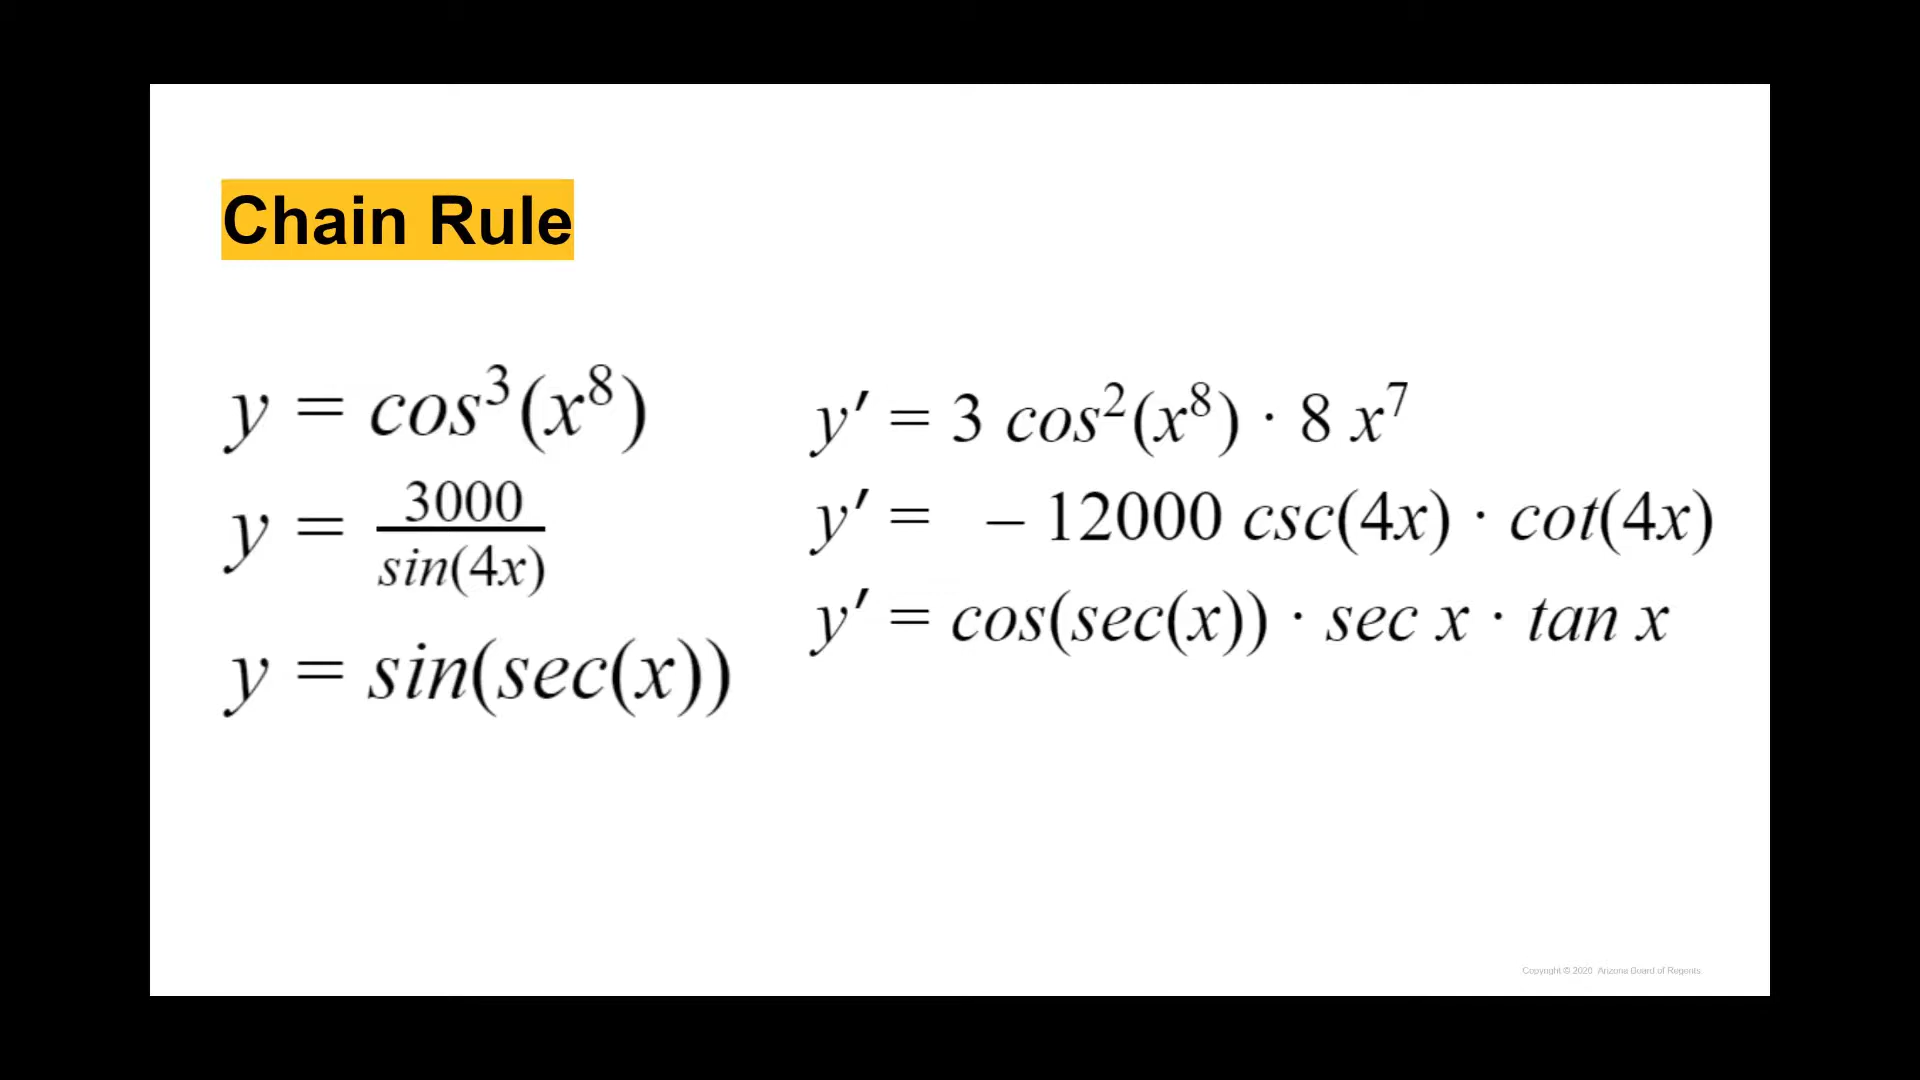 Chain Rule
y = cos³(x⁸)
y = 3000/sin(4x)
y = sin(sec(x))
y′ = 3 cos²(x⁸) · 8 x⁷
y′ = − 12000 csc(4x) · cot(4x)
y′ = cos(sec(x)) · sec x · tan x
Copyright © 2020 Arizona Board of Regents